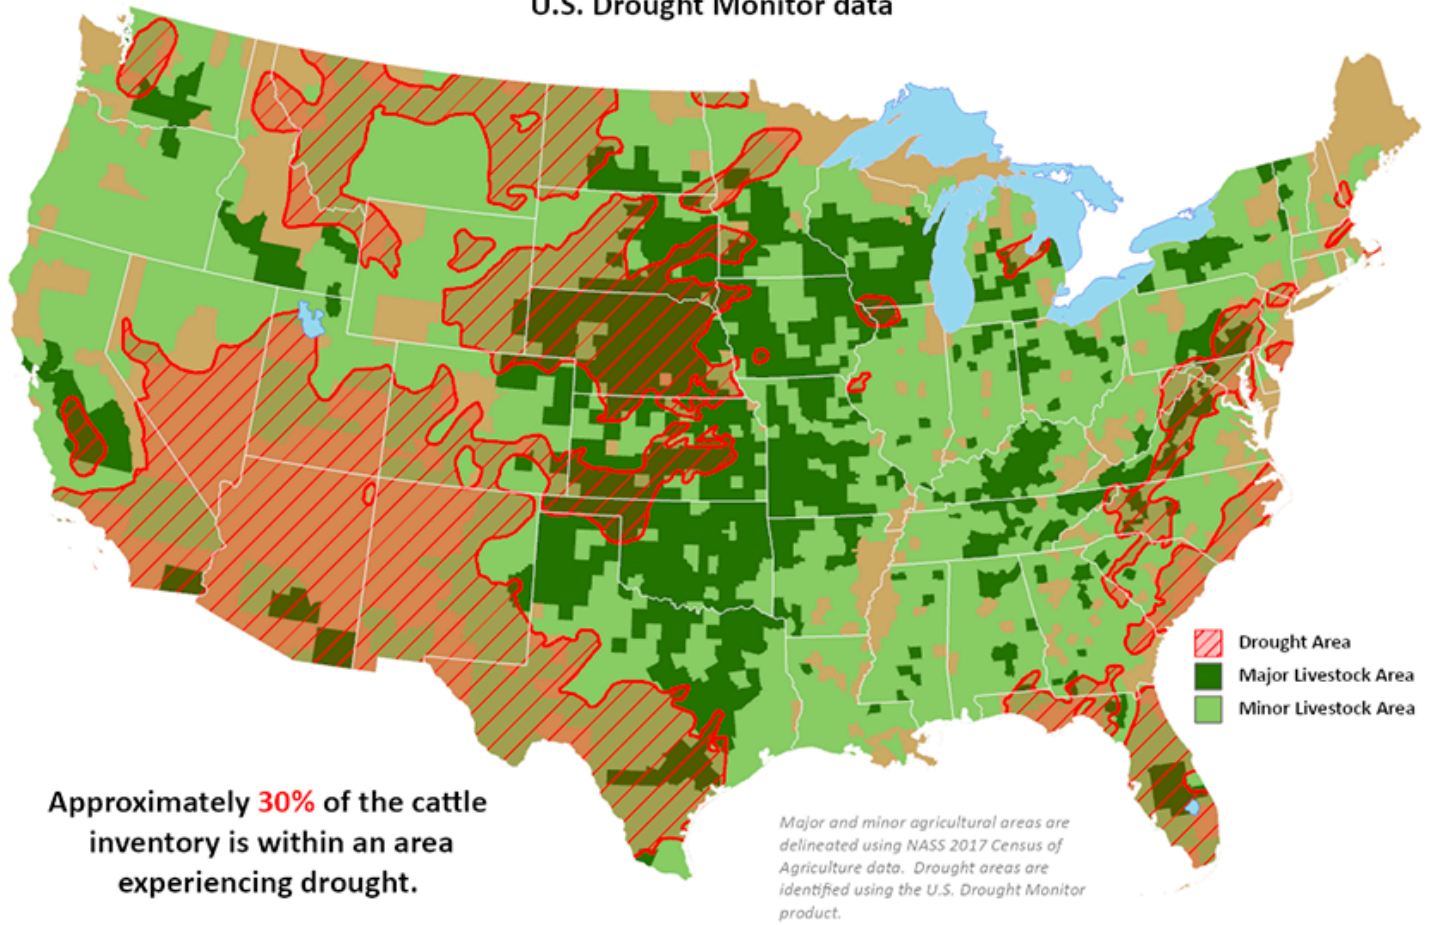 U.S. Drought Monitor data
Drought Area
Major Livestock Area
Minor Livestock Area
Approximately 30% of the cattle
inventory is within an area
experiencing drought.
Major and minor agricultural areas are
delineated using NASS 2017 Census of
Agriculture data.  Drought areas are
identified using the U.S. Drought Monitor
product.